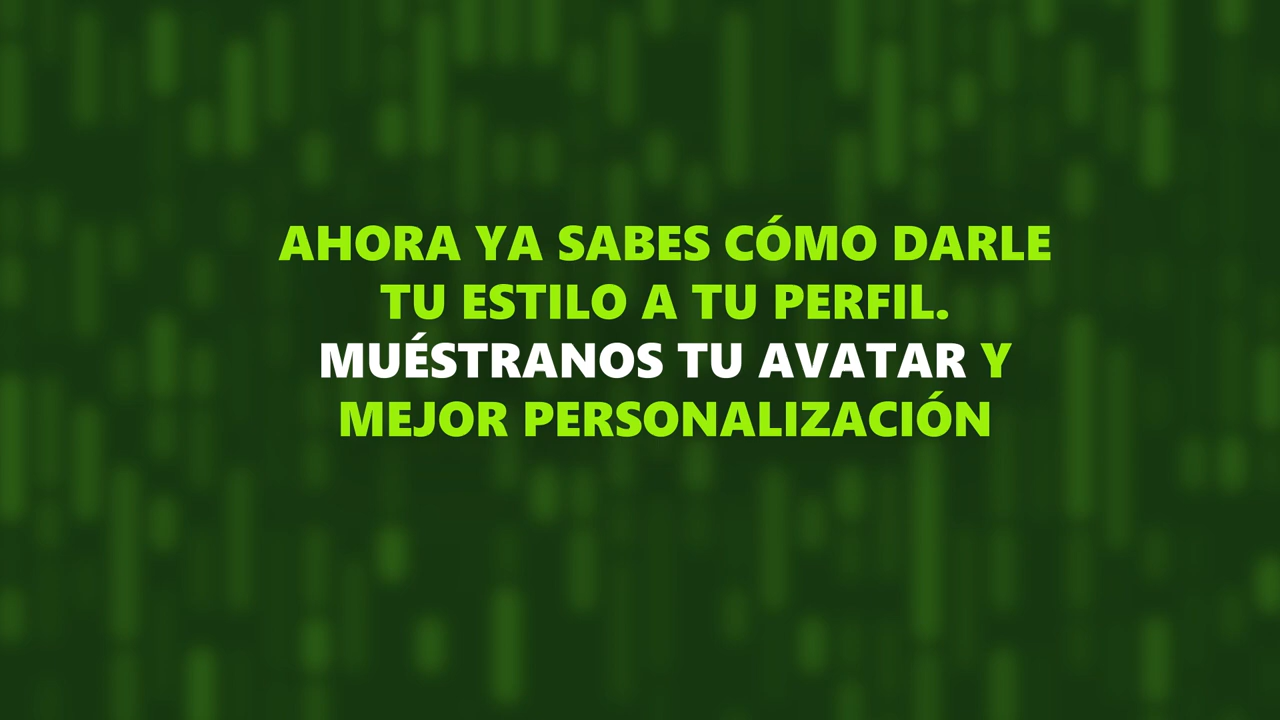 AHORA YA SABES CÓMO DARLE
TU ESTILO A TU PERFIL.
MUÉSTRANOS TU AVATAR Y
MEJOR PERSONALIZACIÓN